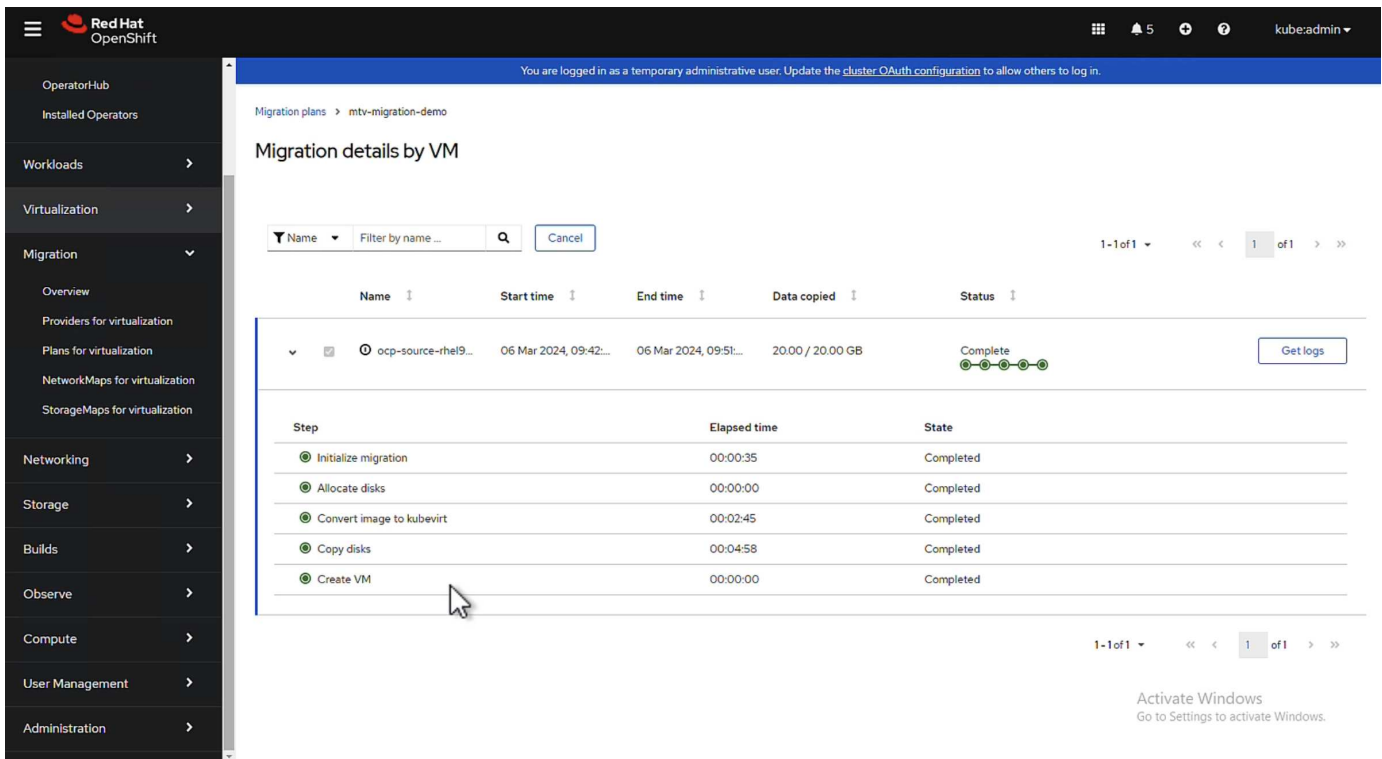 Red Hat
OpenShift
5
kube:admin
You are logged in as a temporary administrative user. Update the cluster OAuth configuration to allow others to log in.
OperatorHub
Installed Operators
Workloads
Virtualization
Migration
Overview
Providers for virtualization
Plans for virtualization
NetworkMaps for virtualization
StorageMaps for virtualization
Networking
Storage
Builds
Observe
Compute
User Management
Administration
Migration plans > mtv-migration-demo
Migration details by VM
Name Filter by name ... Cancel
1-1 of 1 << < 1 of 1 > >>
Name Start time End time Data copied Status
ocp-source-rhel9... 06 Mar 2024, 09:42:... 06 Mar 2024, 09:51:... 20.00 / 20.00 GB Complete Get logs
Step Elapsed time State
Initialize migration 00:00:35 Completed
Allocate disks 00:00:00 Completed
Convert image to kubevirt 00:02:45 Completed
Copy disks 00:04:58 Completed
Create VM 00:00:00 Completed
1-1 of 1 << < 1 of 1 > >>
Activate Windows
Go to Settings to activate Windows.